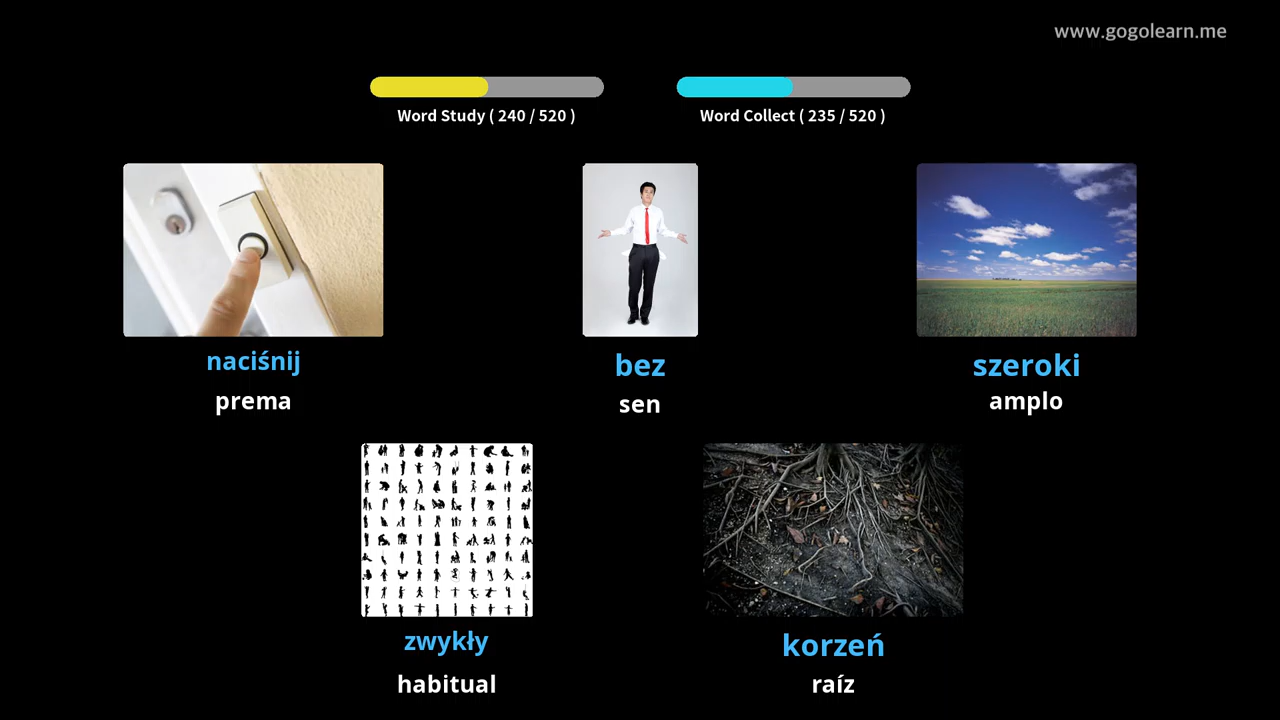 www.gogolearn.me
Word Study ( 240 / 520 )
Word Collect ( 235 / 520 )
naciśnij
prema
bez
sen
szeroki
amplo
zwykły
habitual
korzeń
raíz